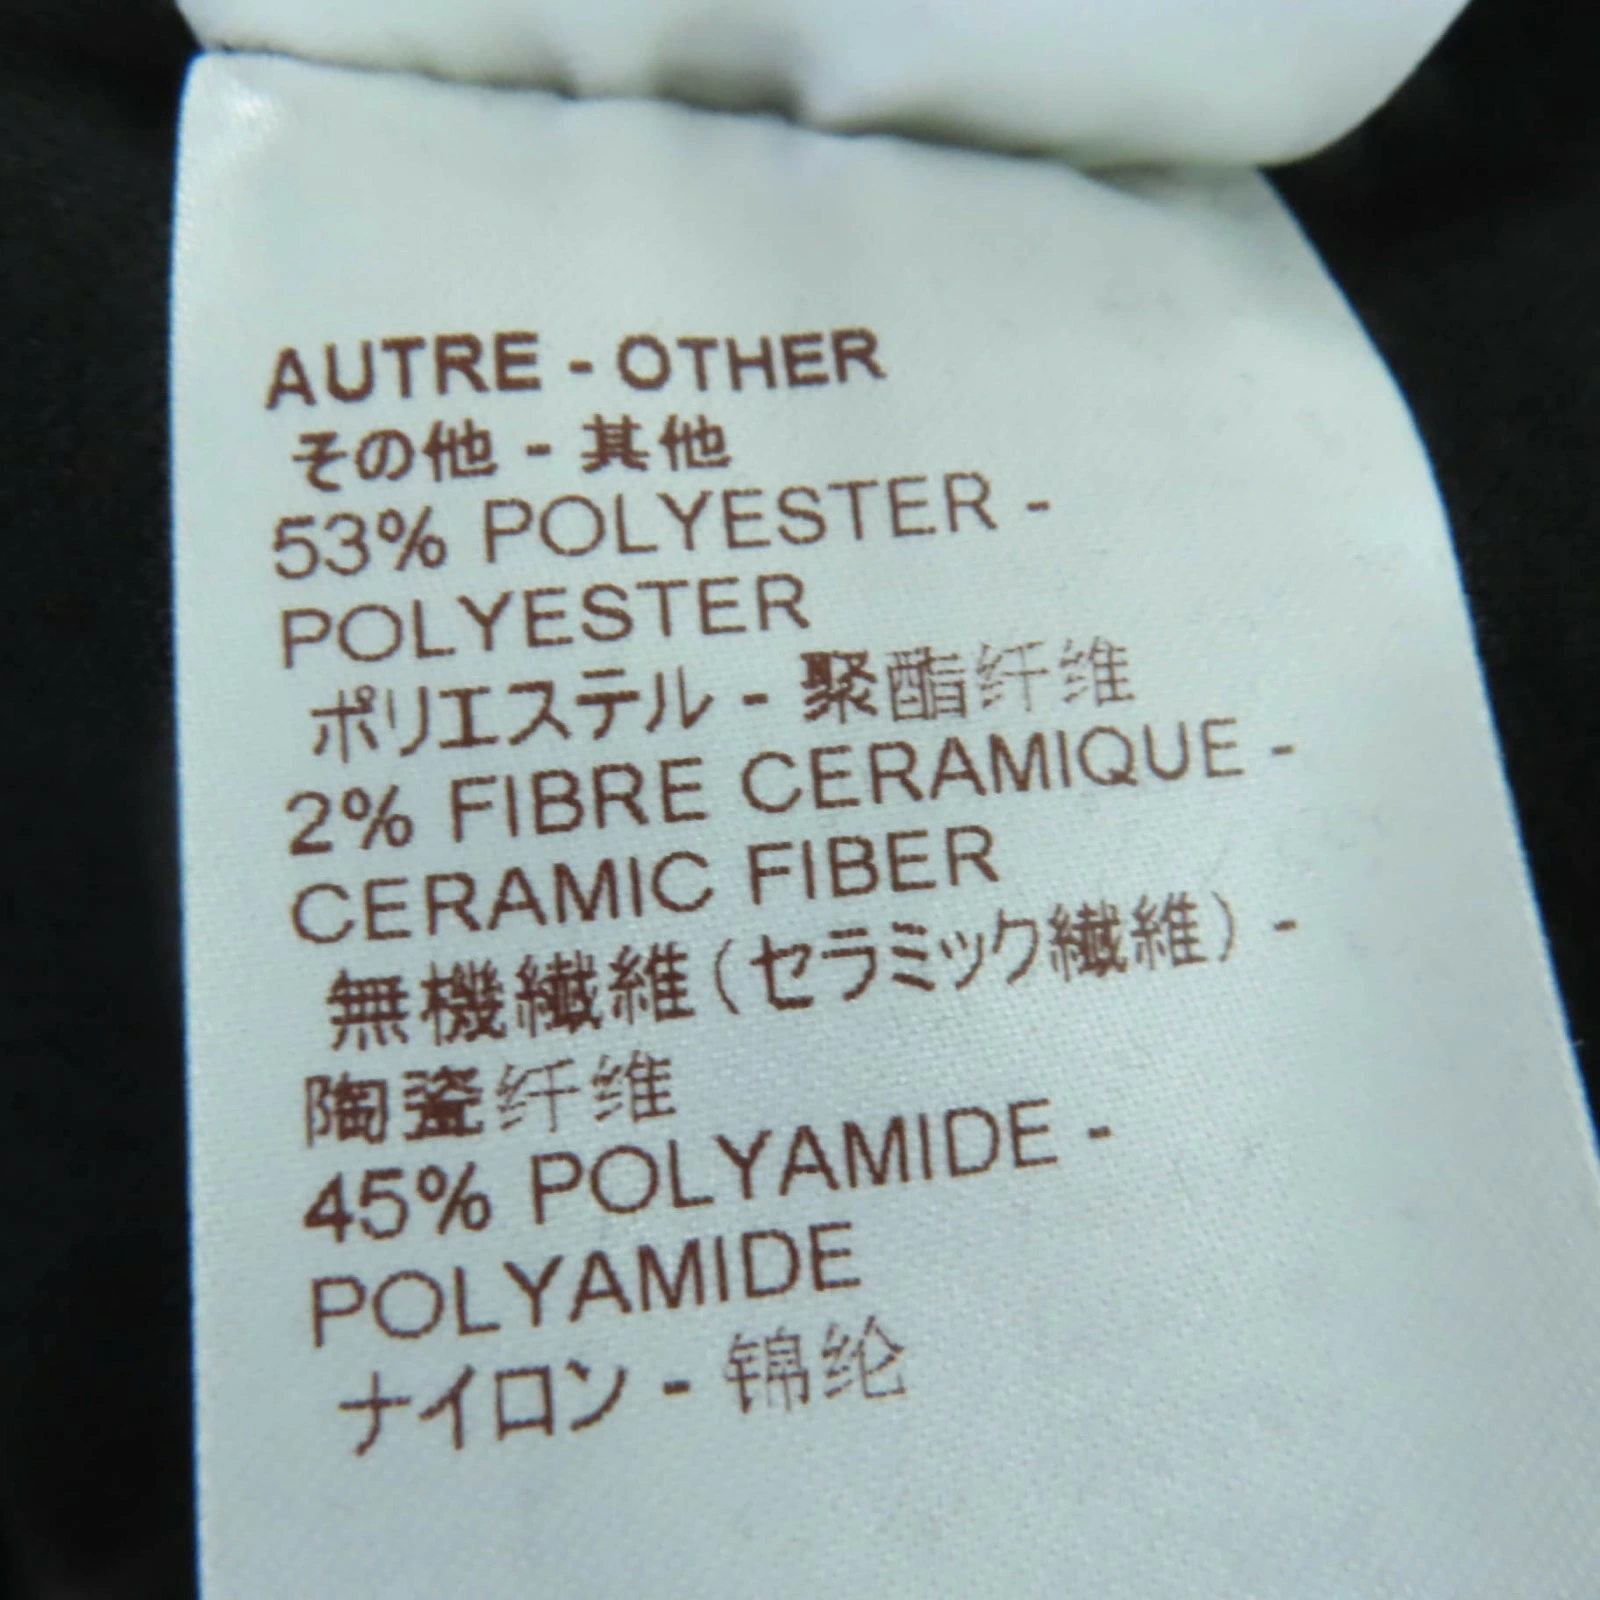 AUTRE - OTHER
その他 - 其他
53% POLYESTER -
POLYESTER
ポリエステル - 聚酯纤维
2% FIBRE CERAMIQUE -
CERAMIC FIBER
無機繊維(セラミック繊維) -
陶瓷纤维
45% POLYAMIDE -
POLYAMIDE
ナイロン - 锦纶